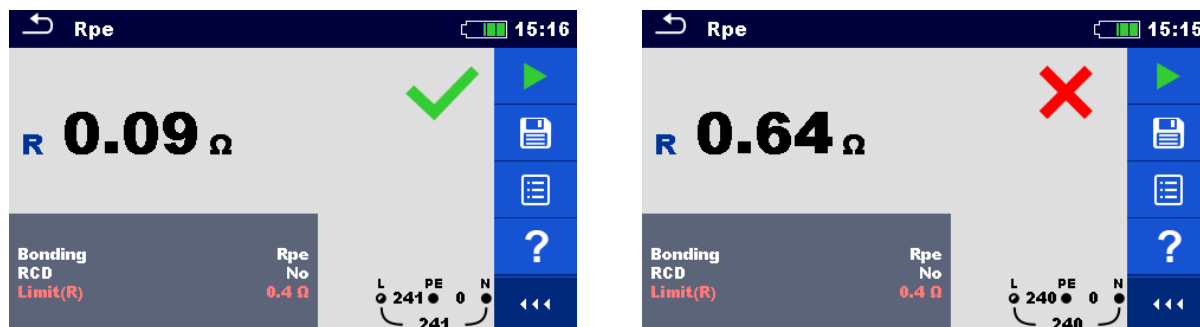 Rpe 15:16
R 0.09 Ω
Bonding Rpe
RCD No
Limit(R) 0.4 Ω
L PE N
241 0
241
?
Rpe 15:15
R 0.64 Ω
Bonding Rpe
RCD No
Limit(R) 0.4 Ω
L PE N
240 0
240
?